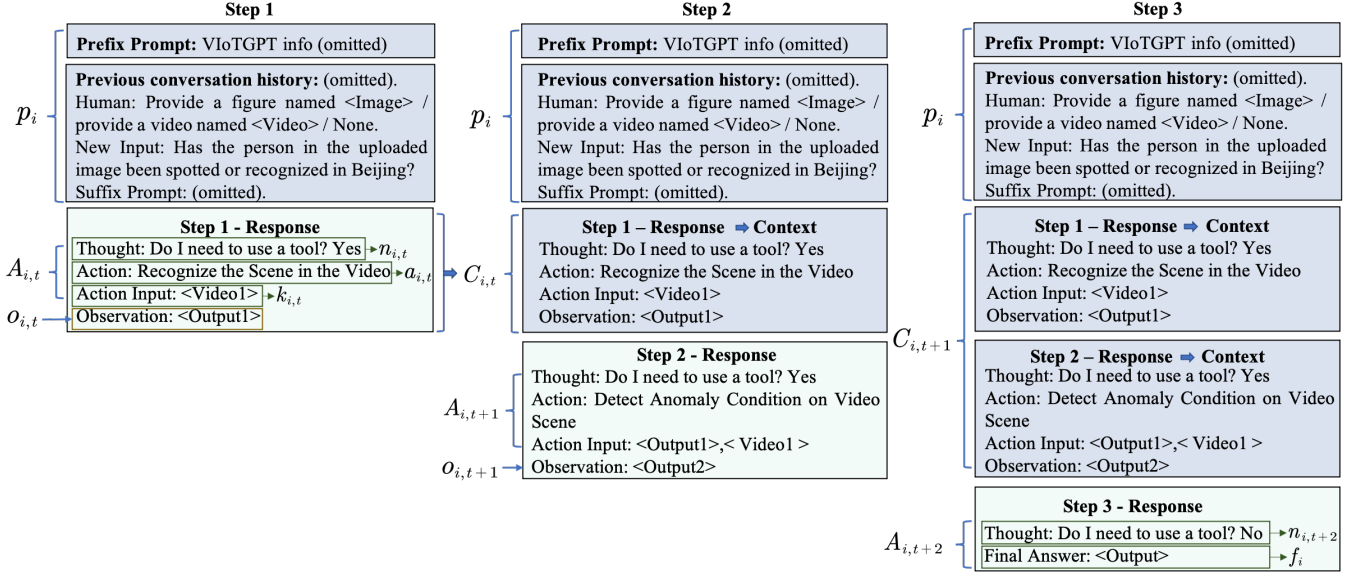 Step 1
Prefix Prompt: VIoTGPT info (omitted)
Previous conversation history: (omitted).
Human: Provide a figure named <Image> /
provide a video named <Video> / None.
New Input: Has the person in the uploaded
image been spotted or recognized in Beijing?
Suffix Prompt: (omitted).
p_i
Step 1 - Response
Thought: Do I need to use a tool? Yes
n_{i,t}
Action: Recognize the Scene in the Video
a_{i,t}
Action Input: <Video1>
k_{i,t}
Observation: <Output1>
A_{i,t}
o_{i,t}
Step 2
Prefix Prompt: VIoTGPT info (omitted)
Previous conversation history: (omitted).
Human: Provide a figure named <Image> /
provide a video named <Video> / None.
New Input: Has the person in the uploaded
image been spotted or recognized in Beijing?
Suffix Prompt: (omitted).
p_i
Step 1 – Response ➡ Context
Thought: Do I need to use a tool? Yes
Action: Recognize the Scene in the Video
Action Input: <Video1>
Observation: <Output1>
C_{i,t}
Step 2 - Response
Thought: Do I need to use a tool? Yes
Action: Detect Anomaly Condition on Video
Scene
Action Input: <Output1>,< Video1 >
Observation: <Output2>
A_{i,t+1}
o_{i,t+1}
Step 3
Prefix Prompt: VIoTGPT info (omitted)
Previous conversation history: (omitted).
Human: Provide a figure named <Image> /
provide a video named <Video> / None.
New Input: Has the person in the uploaded
image been spotted or recognized in Beijing?
Suffix Prompt: (omitted).
p_i
Step 1 – Response ➡ Context
Thought: Do I need to use a tool? Yes
Action: Recognize the Scene in the Video
Action Input: <Video1>
Observation: <Output1>
C_{i,t+1}
Step 2 – Response ➡ Context
Thought: Do I need to use a tool? Yes
Action: Detect Anomaly Condition on Video
Scene
Action Input: <Output1>,< Video1 >
Observation: <Output2>
Step 3 - Response
Thought: Do I need to use a tool? No
n_{i,t+2}
Final Answer: <Output>
f_i
A_{i,t+2}